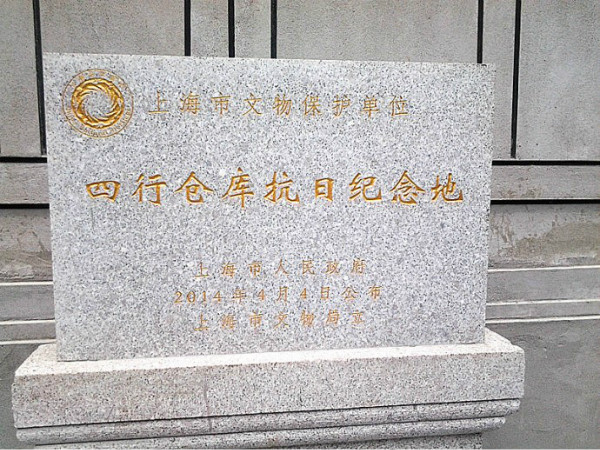 上海市文物保护单位
四行仓库抗日纪念地
上海市人民政府
2014年4月4日公布
上海市文物局立